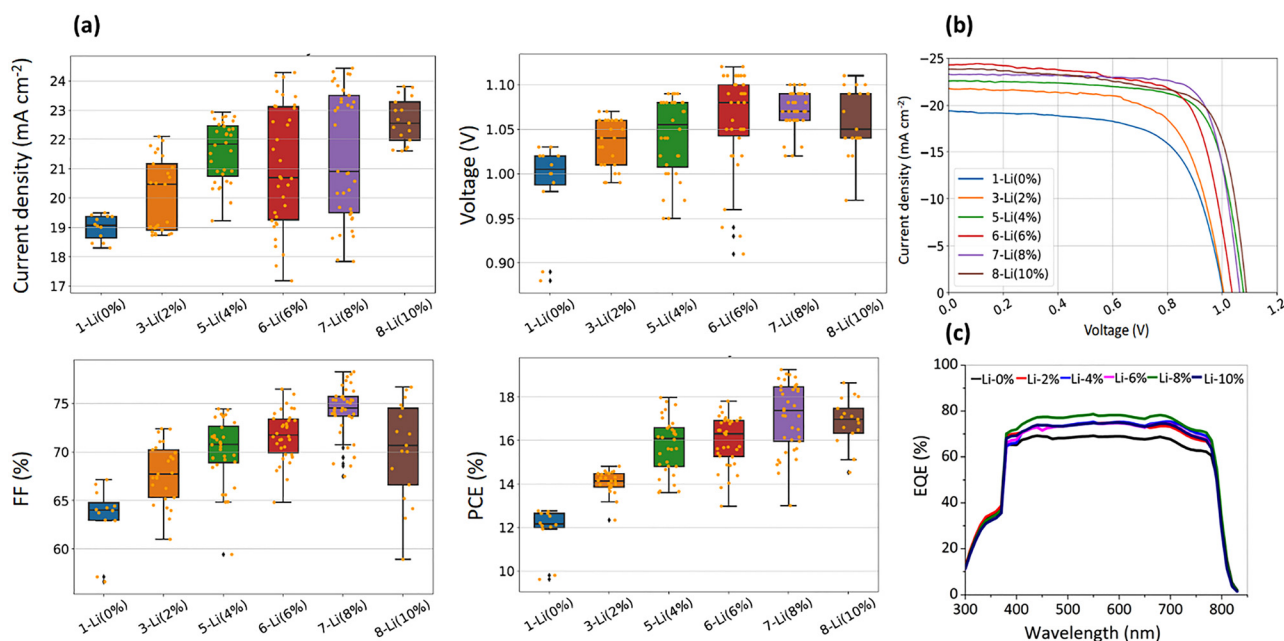 (a)
Current density (mA cm⁻²)
24
23
22
21
20
19
18
17
1-Li(0%)
3-Li(2%)
5-Li(4%)
6-Li(6%)
7-Li(8%)
8-Li(10%)
Voltage (V)
1.10
1.05
1.00
0.95
0.90
1-Li(0%)
3-Li(2%)
5-Li(4%)
6-Li(6%)
7-Li(8%)
8-Li(10%)
(b)
Current density (mA cm⁻²)
−25
−20
−15
−10
−5
0
1-Li(0%)
3-Li(2%)
5-Li(4%)
6-Li(6%)
7-Li(8%)
8-Li(10%)
0.0 0.2 0.4 0.6 0.8 1.0 1.2
Voltage (V)
FF (%)
75
70
65
60
1-Li(0%)
3-Li(2%)
5-Li(4%)
6-Li(6%)
7-Li(8%)
8-Li(10%)
PCE (%)
18
16
14
12
10
1-Li(0%)
3-Li(2%)
5-Li(4%)
6-Li(6%)
7-Li(8%)
8-Li(10%)
(c)
EQE (%)
100
80
60
40
20
0
Li-0% Li-2% Li-4% Li-6% Li-8% Li-10%
300 400 500 600 700 800
Wavelength (nm)